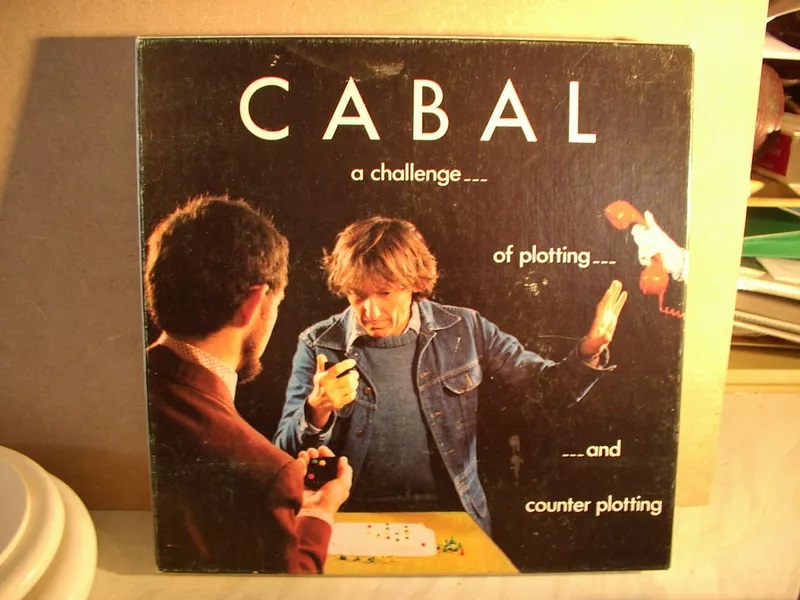 CABAL
a challenge---
of plotting---
---and
counter plotting